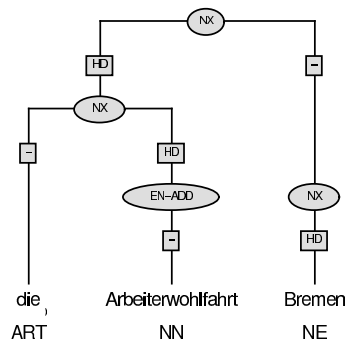 NX
HD -
NX
- HD
EN-ADD NX
- HD
die, Arbeiterwohlfahrt Bremen
ART NN NE